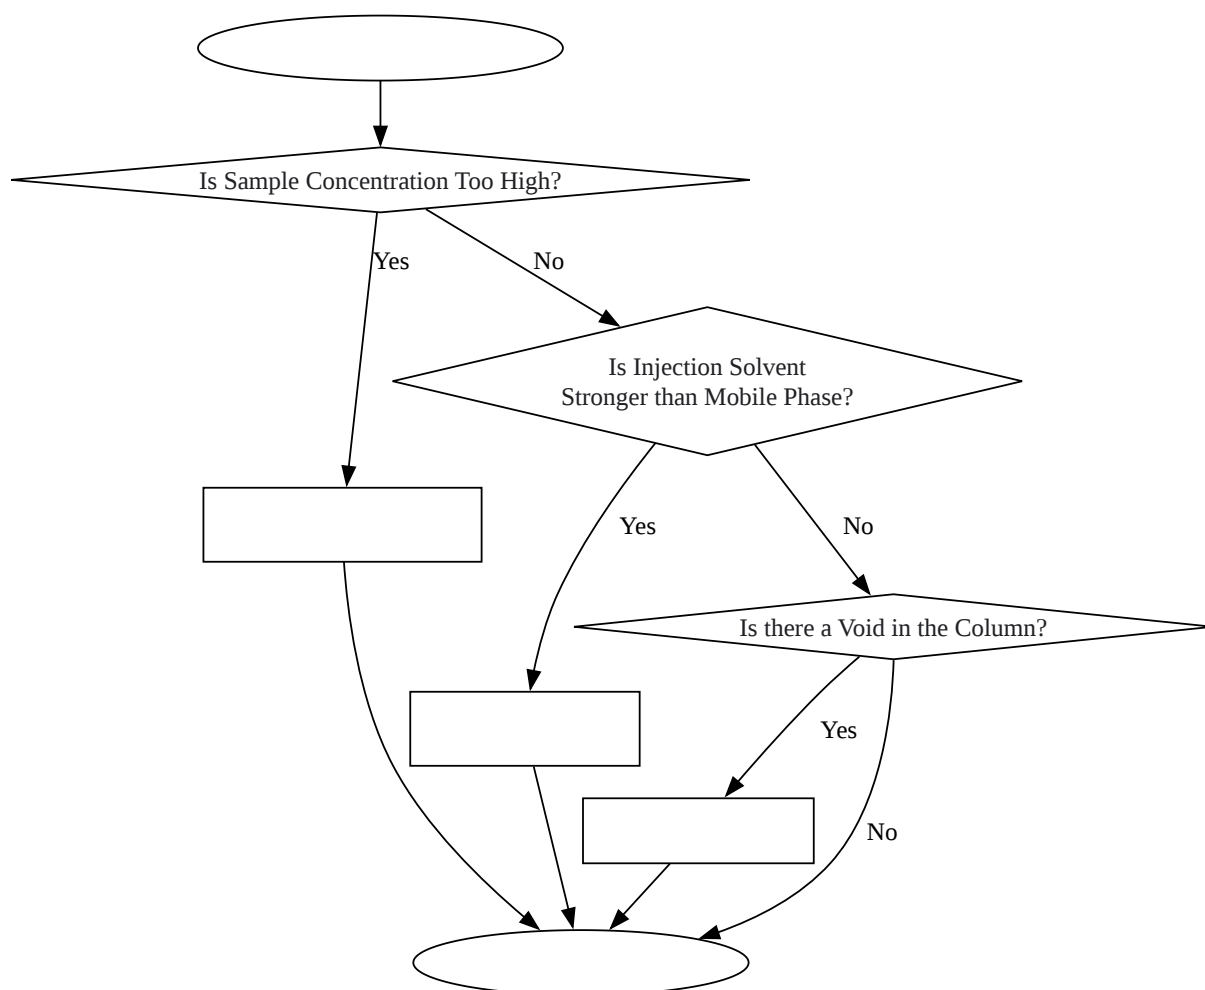 Is Sample Concentration Too High?
Yes
No
Is Injection Solvent
Stronger than Mobile Phase?
Yes
No
Is there a Void in the Column?
Yes
No